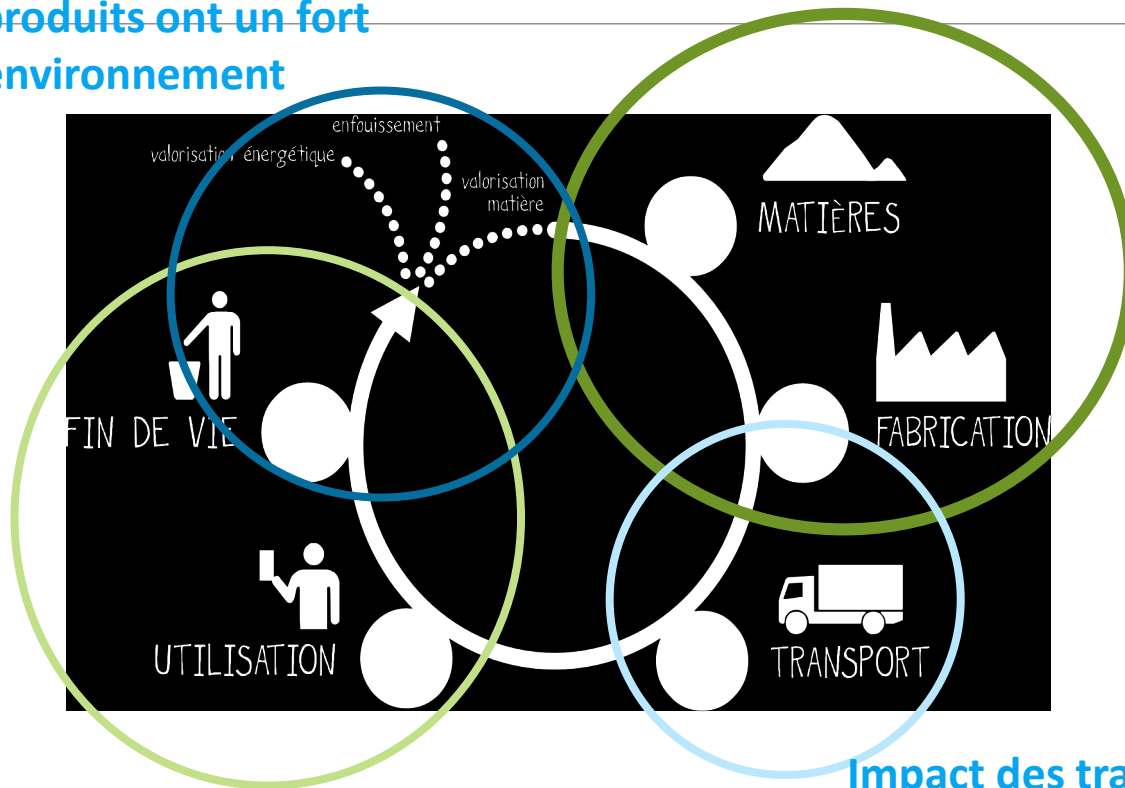 produits ont un fort
environnement
enfouissement
valorisation énergétique
valorisation
matière
MATIÈRES
FIN DE VIE
FABRICATION
UTILISATION
TRANSPORT
Impact des tra